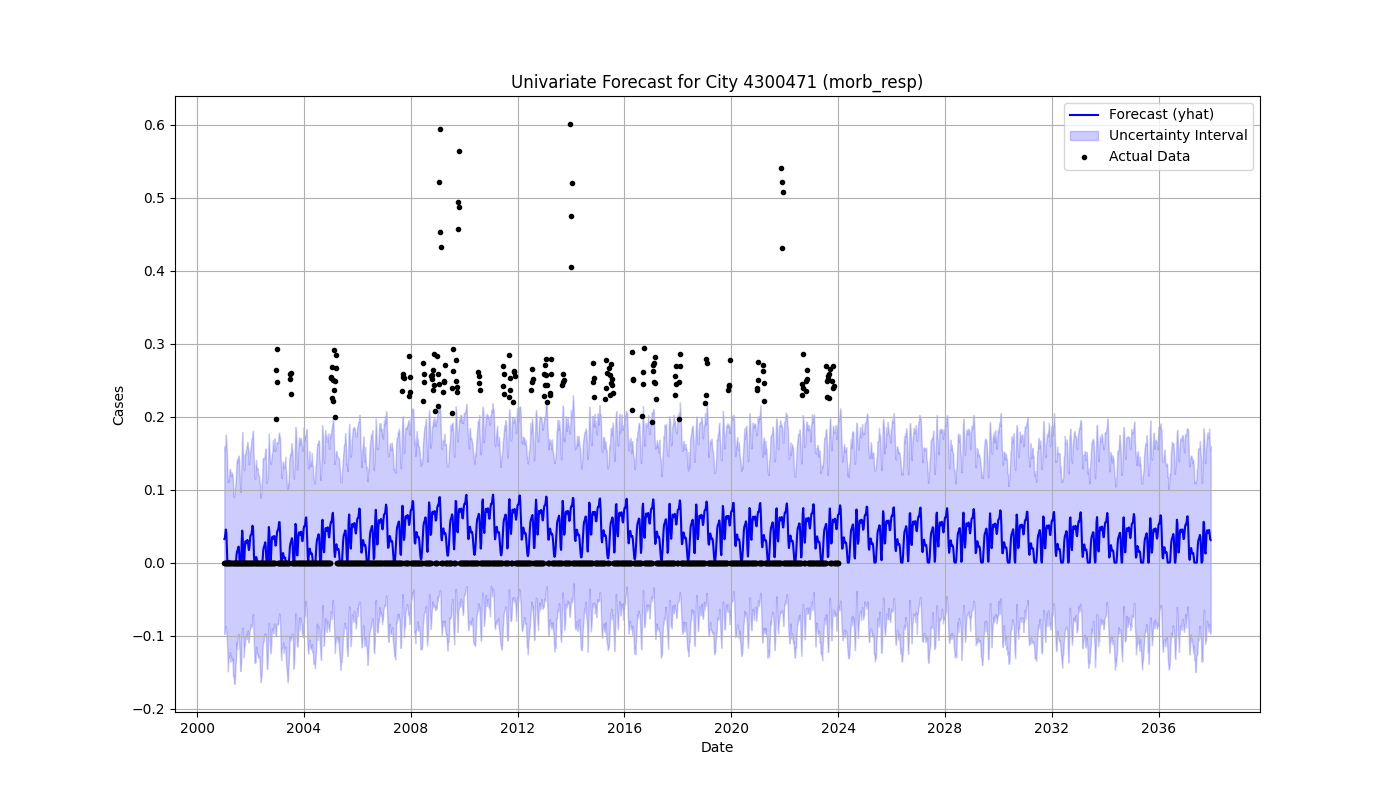 Univariate Forecast for City 4300471 (morb_resp)
Forecast (yhat)
Uncertainty Interval
Actual Data
Cases
0.6
0.5
0.4
0.3
0.2
0.1
0.0
−0.1
−0.2
2000 2004 2008 2012 2016 2020 2024 2028 2032 2036
Date